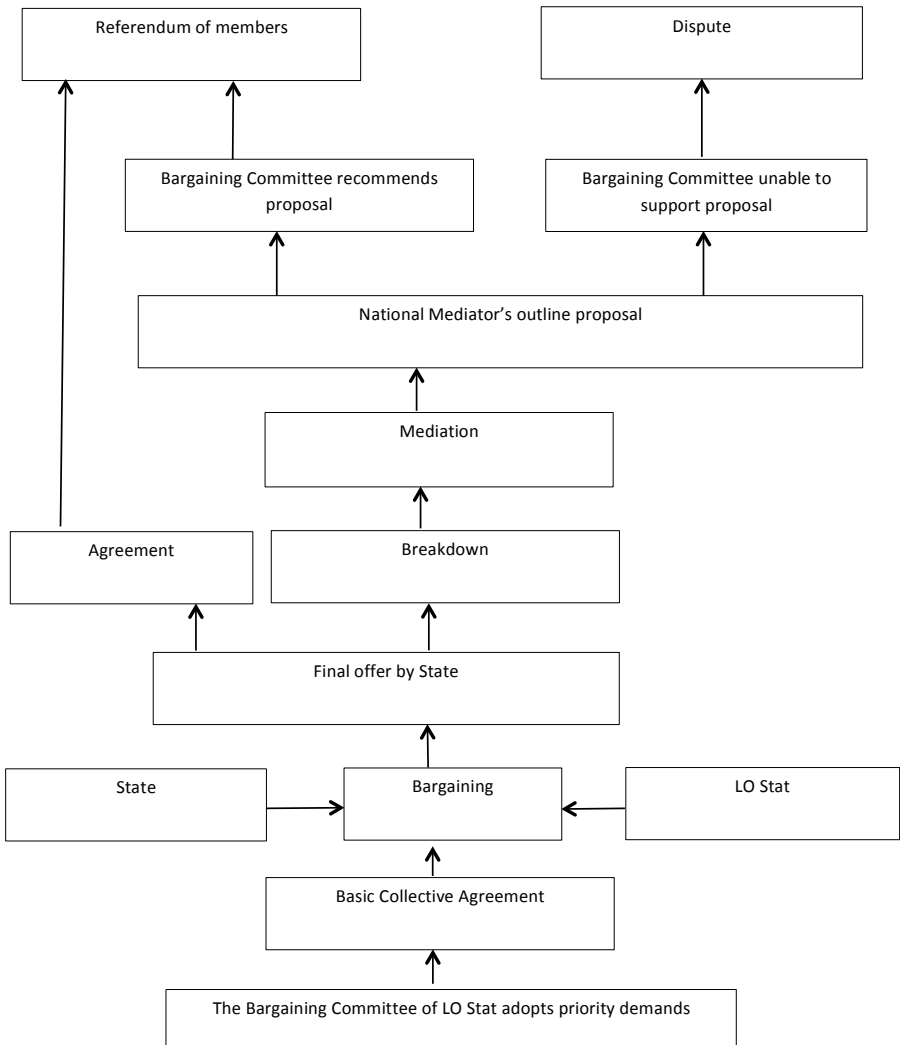 Referendum of members
Dispute
Bargaining Committee recommends
proposal
Bargaining Committee unable to
support proposal
National Mediator’s outline proposal
Mediation
Agreement
Breakdown
Final offer by State
State
Bargaining
LO Stat
Basic Collective Agreement
The Bargaining Committee of LO Stat adopts priority demands